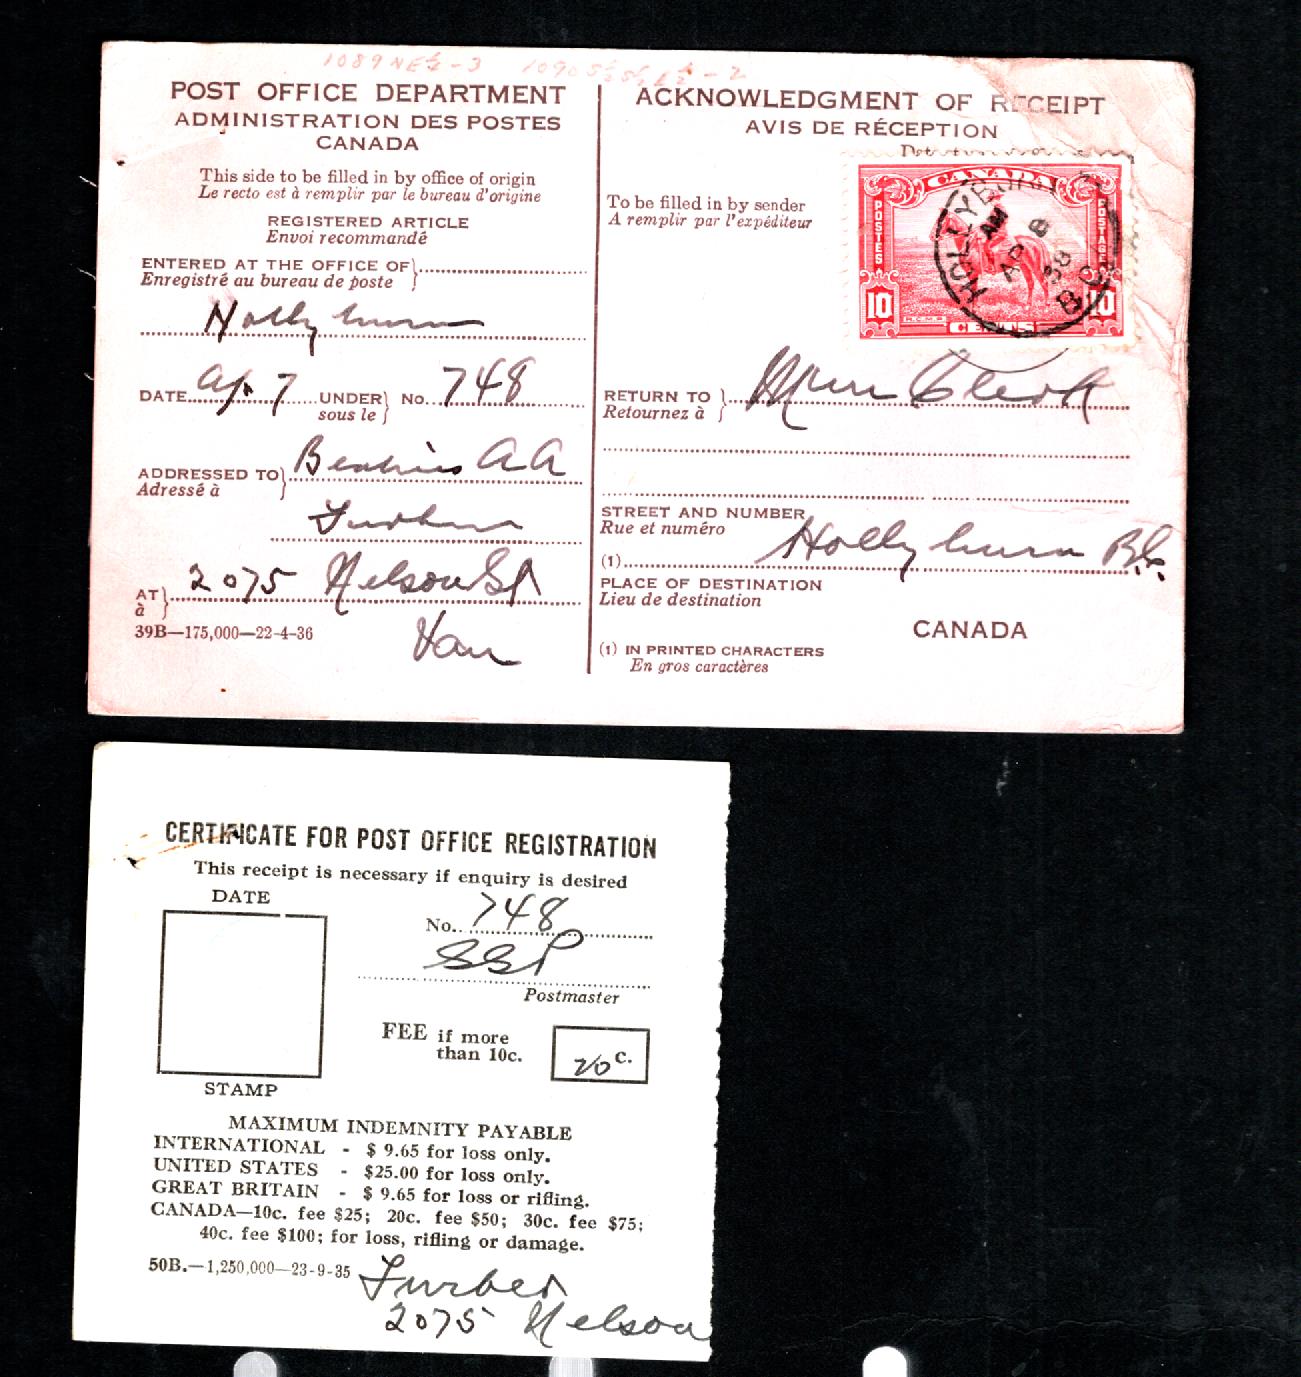 POST OFFICE DEPARTMENT
ADMINISTRATION DES POSTES
CANADA
This side to be filled in by office of origin
Le recto est à remplir par le bureau d'origine
REGISTERED ARTICLE
Envoi recommandé
ENTERED AT THE OFFICE OF
Enregistré au bureau de poste
Hollyburn
DATE Ap. 7 UNDER No. 748
sous le
ADDRESSED TO A A
Adressé à
AT 2075 Nelson St
à
39B—175,000—22-4-36
Van
ACKNOWLEDGMENT OF RECEIPT
AVIS DE RÉCEPTION
To be filled in by sender
A remplir par l'expéditeur
CANADA
POSTES
POSTAGE
10 CENTS 10
R.C.M.P.
HOLLYBURN
AM
AP 8
38
B.C.
RETURN TO Mun Clerk
Retournez à
STREET AND NUMBER
Rue et numéro
(1) Hollyburn B.C.
PLACE OF DESTINATION
Lieu de destination
CANADA
(1) IN PRINTED CHARACTERS
En gros caractères
CERTIFICATE FOR POST OFFICE REGISTRATION
This receipt is necessary if enquiry is desired
DATE
No. 748
Postmaster
FEE if more than 10c. 20 c.
STAMP
MAXIMUM INDEMNITY PAYABLE
INTERNATIONAL - $ 9.65 for loss only.
UNITED STATES - $25.00 for loss only.
GREAT BRITAIN - $ 9.65 for loss or rifling.
CANADA—10c. fee $25; 20c. fee $50; 30c. fee $75;
40c. fee $100; for loss, rifling or damage.
50B.—1,250,000—23-9-35
2075 Nelson